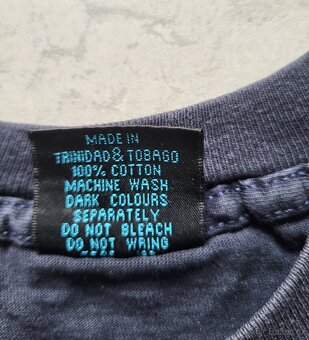 MADE IN
TRINIDAD & TOBAGO
100% COTTON
MACHINE WASH
DARK COLOURS
SEPARATELY
DO NOT BLEACH
DO NOT WRING